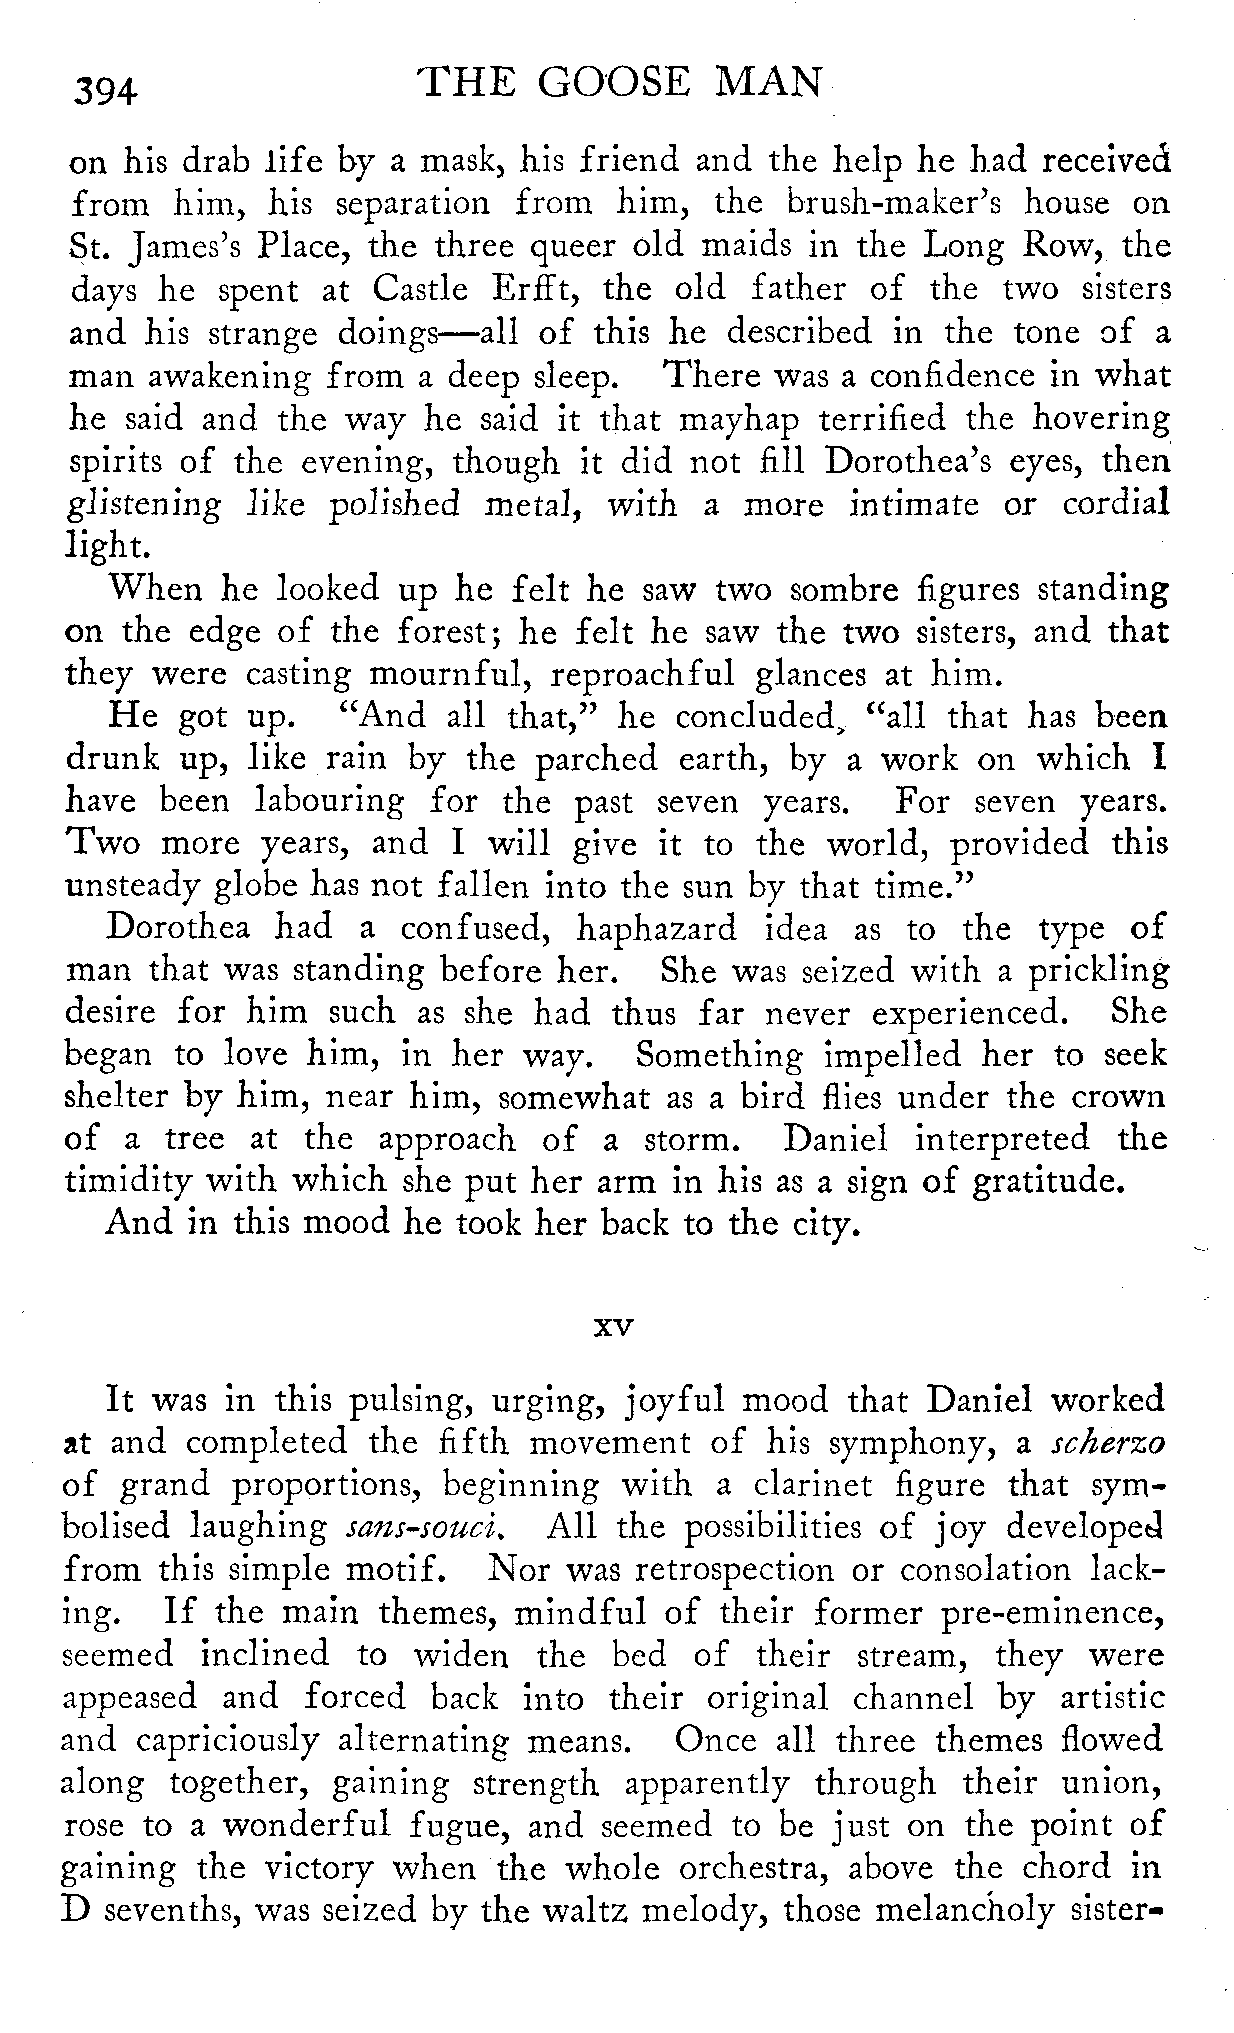 394 THE GOOSE MAN
on his drab life by a mask, his friend and the help he had received
from him, his separation from him, the brush-maker's house on
St. James's Place, the three queer old maids in the Long Row, the
days he spent at Castle Erfft, the old father of the two sisters
and his strange doings—all of this he described in the tone of a
man awakening from a deep sleep. There was a confidence in what
he said and the way he said it that mayhap terrified the hovering
spirits of the evening, though it did not fill Dorothea's eyes, then
glistening like polished metal, with a more intimate or cordial
light.
When he looked up he felt he saw two sombre figures standing
on the edge of the forest; he felt he saw the two sisters, and that
they were casting mournful, reproachful glances at him.
He got up. “And all that,” he concluded, “all that has been
drunk up, like rain by the parched earth, by a work on which I
have been labouring for the past seven years. For seven years.
Two more years, and I will give it to the world, provided this
unsteady globe has not fallen into the sun by that time.”
Dorothea had a confused, haphazard idea as to the type of
man that was standing before her. She was seized with a prickling
desire for him such as she had thus far never experienced. She
began to love him, in her way. Something impelled her to seek
shelter by him, near him, somewhat as a bird flies under the crown
of a tree at the approach of a storm. Daniel interpreted the
timidity with which she put her arm in his as a sign of gratitude.
And in this mood he took her back to the city.
XV
It was in this pulsing, urging, joyful mood that Daniel worked
at and completed the fifth movement of his symphony, a scherzo
of grand proportions, beginning with a clarinet figure that sym-
bolised laughing sans-souci. All the possibilities of joy developed
from this simple motif. Nor was retrospection or consolation lack-
ing. If the main themes, mindful of their former pre-eminence,
seemed inclined to widen the bed of their stream, they were
appeased and forced back into their original channel by artistic
and capriciously alternating means. Once all three themes flowed
along together, gaining strength apparently through their union,
rose to a wonderful fugue, and seemed to be just on the point of
gaining the victory when the whole orchestra, above the chord in
D sevenths, was seized by the waltz melody, those melancholy sister-